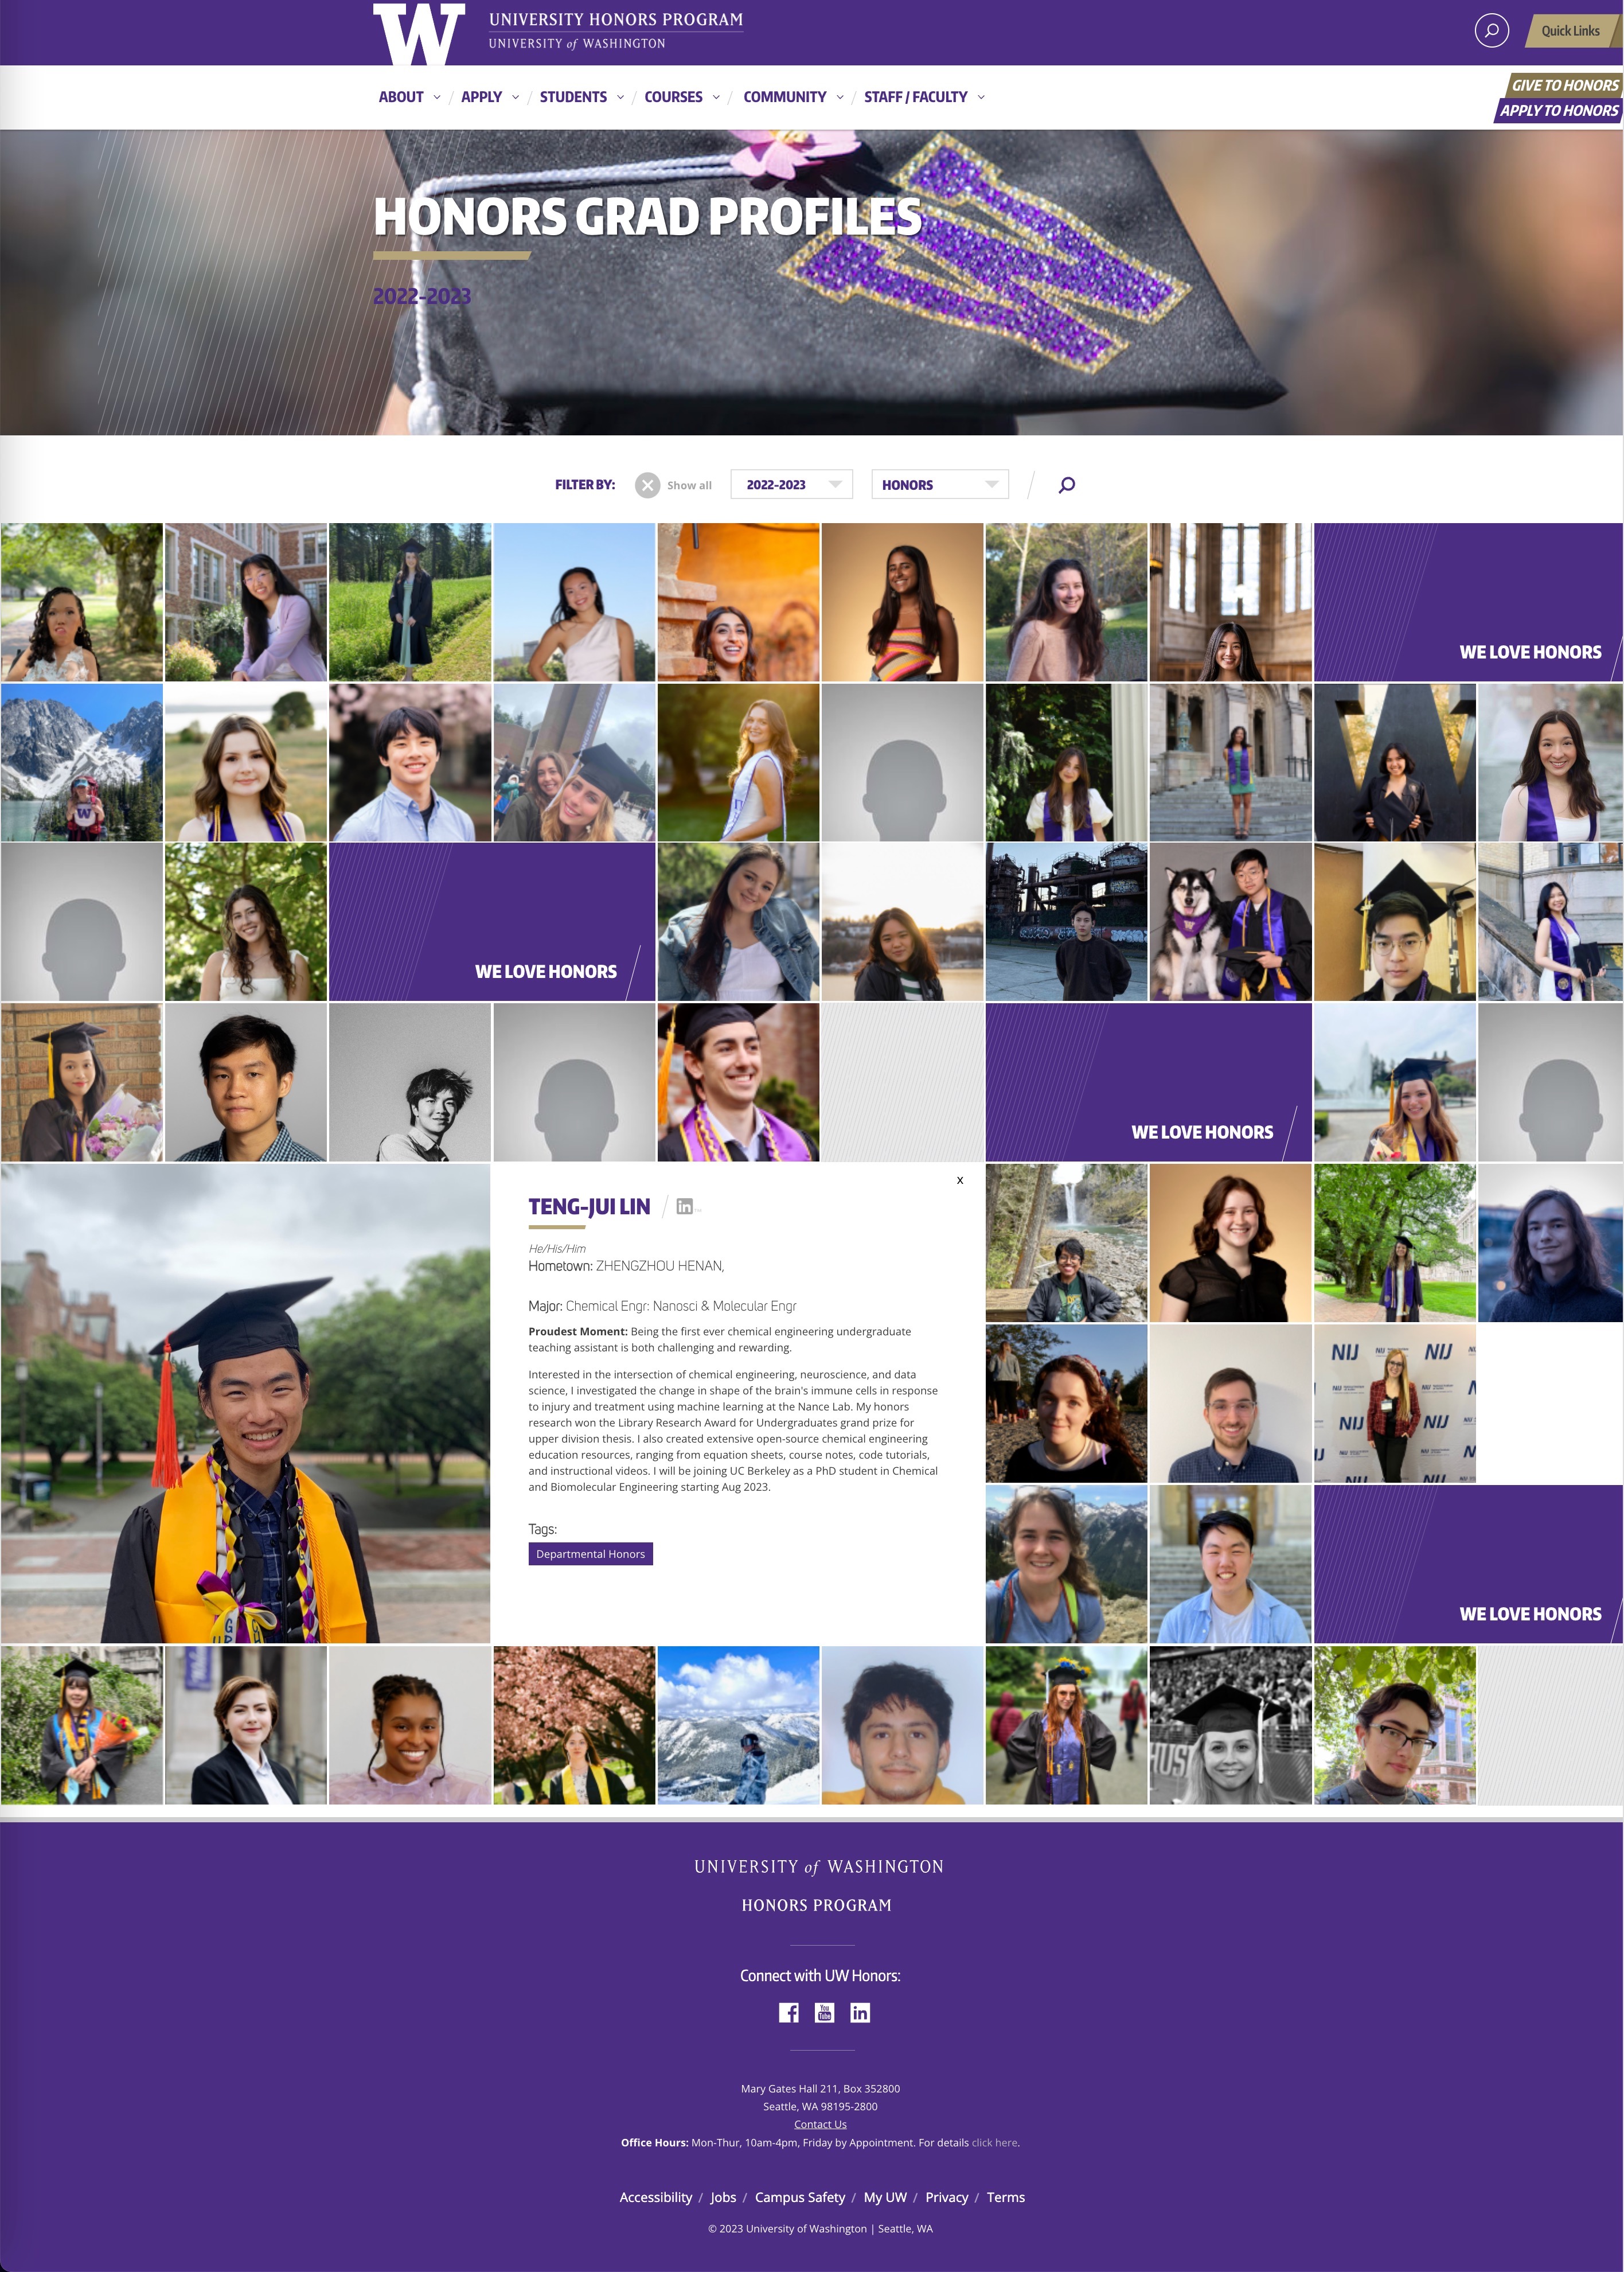 W
UNIVERSITY HONORS PROGRAM
UNIVERSITY of WASHINGTON
Quick Links
ABOUT / APPLY / STUDENTS / COURSES / COMMUNITY / STAFF / FACULTY
GIVE TO HONORS
APPLY TO HONORS
HONORS GRAD PROFILES
2022-2023
FILTER BY: Show all 2022-2023 HONORS
WE LOVE HONORS
W
WE LOVE HONORS
WE LOVE HONORS
x
TENG-JUI LIN / in
He/His/Him
Hometown: ZHENGZHOU HENAN,
Major: Chemical Engr: Nanosci & Molecular Engr
Proudest Moment: Being the first ever chemical engineering undergraduate
teaching assistant is both challenging and rewarding.
Interested in the intersection of chemical engineering, neuroscience, and data
science, I investigated the change in shape of the brain's immune cells in response
to injury and treatment using machine learning at the Nance Lab. My honors
research won the Library Research Award for Undergraduates grand prize for
upper division thesis. I also created extensive open-source chemical engineering
education resources, ranging from equation sheets, course notes, code tutorials,
and instructional videos. I will be joining UC Berkeley as a PhD student in Chemical
and Biomolecular Engineering starting Aug 2023.
Tags:
Departmental Honors
NIJ NIJ
NIJ NIJ
NIJ
WE LOVE HONORS
HUSK
UNIVERSITY of WASHINGTON
HONORS PROGRAM
Connect with UW Honors:
f You Tube in
Mary Gates Hall 211, Box 352800
Seattle, WA 98195-2800
Contact Us
Office Hours: Mon-Thur, 10am-4pm, Friday by Appointment. For details click here.
Accessibility / Jobs / Campus Safety / My UW / Privacy / Terms
© 2023 University of Washington | Seattle, WA